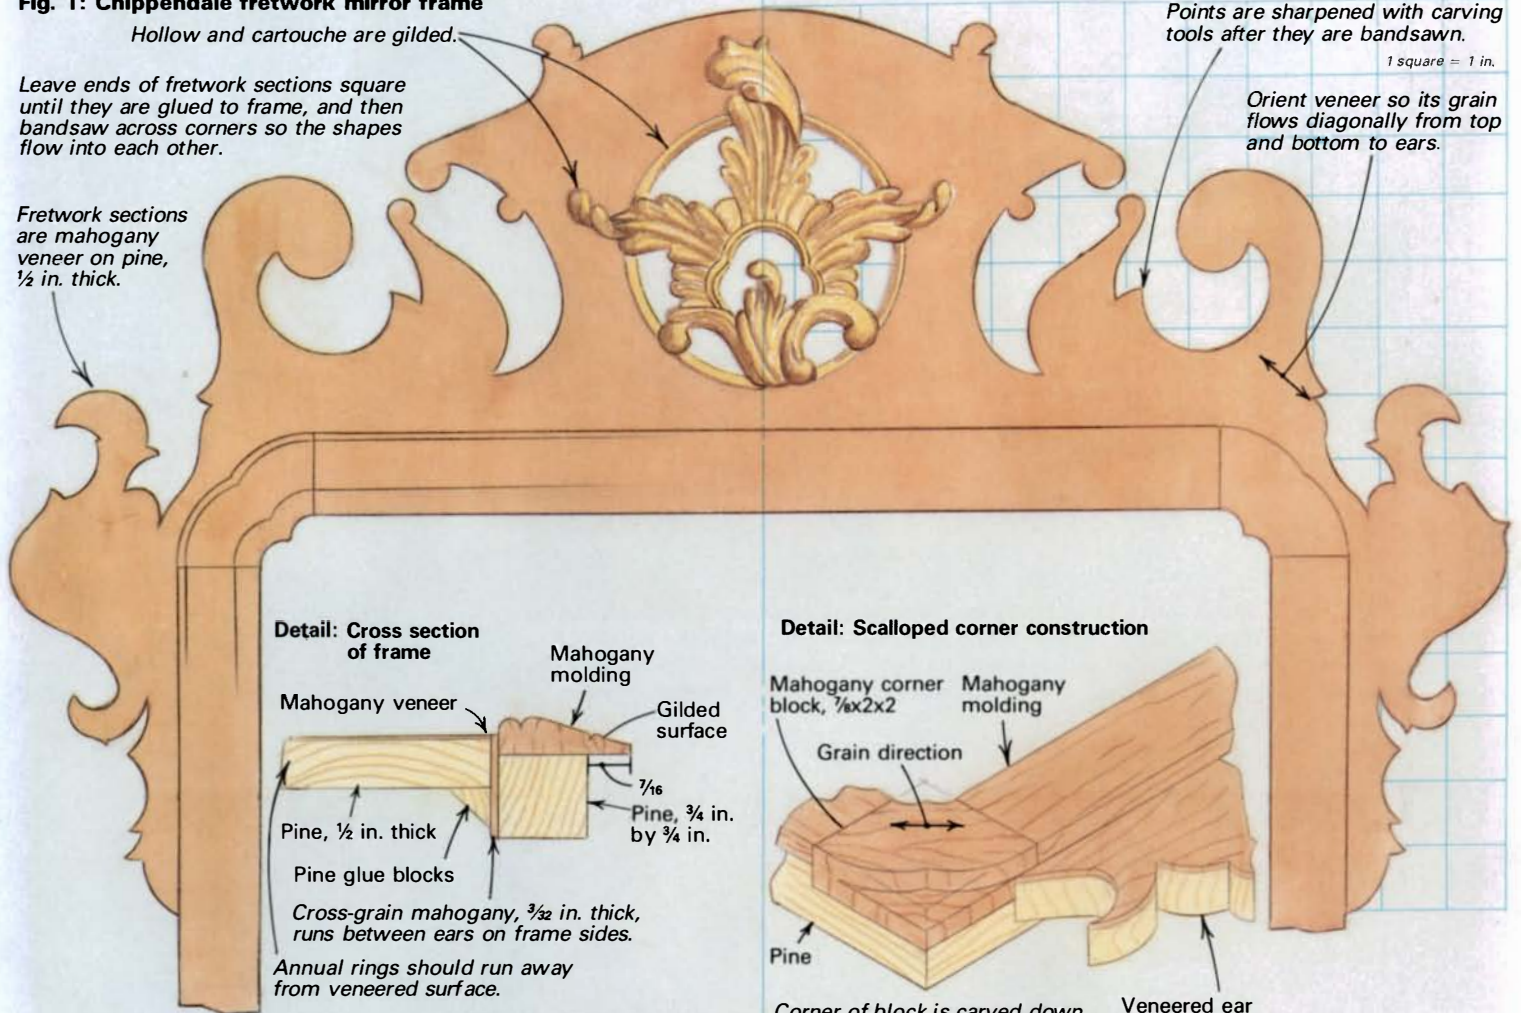 Fig. 1: Chippendale fretwork mirror frame
Hollow and cartouche are gilded.
Leave ends of fretwork sections square
until they are glued to frame, and then
bandsaw across corners so the shapes
flow into each other.
Fretwork sections
are mahogany
veneer on pine,
½ in. thick.
Points are sharpened with carving
tools after they are bandsawn.
1 square = 1 in.
Orient veneer so its grain
flows diagonally from top
and bottom to ears.
Detail: Cross section
of frame
Mahogany
molding
Mahogany veneer
Gilded
surface
7/16
Pine, ¾ in.
by ¾ in.
Pine, ½ in. thick
Pine glue blocks
Cross-grain mahogany, 3/32 in. thick,
runs between ears on frame sides.
Annual rings should run away
from veneered surface.
Detail: Scalloped corner construction
Mahogany corner
block, ⅞x2x2
Mahogany
molding
Grain direction
Pine
Veneered ear
Corner of block is carved down